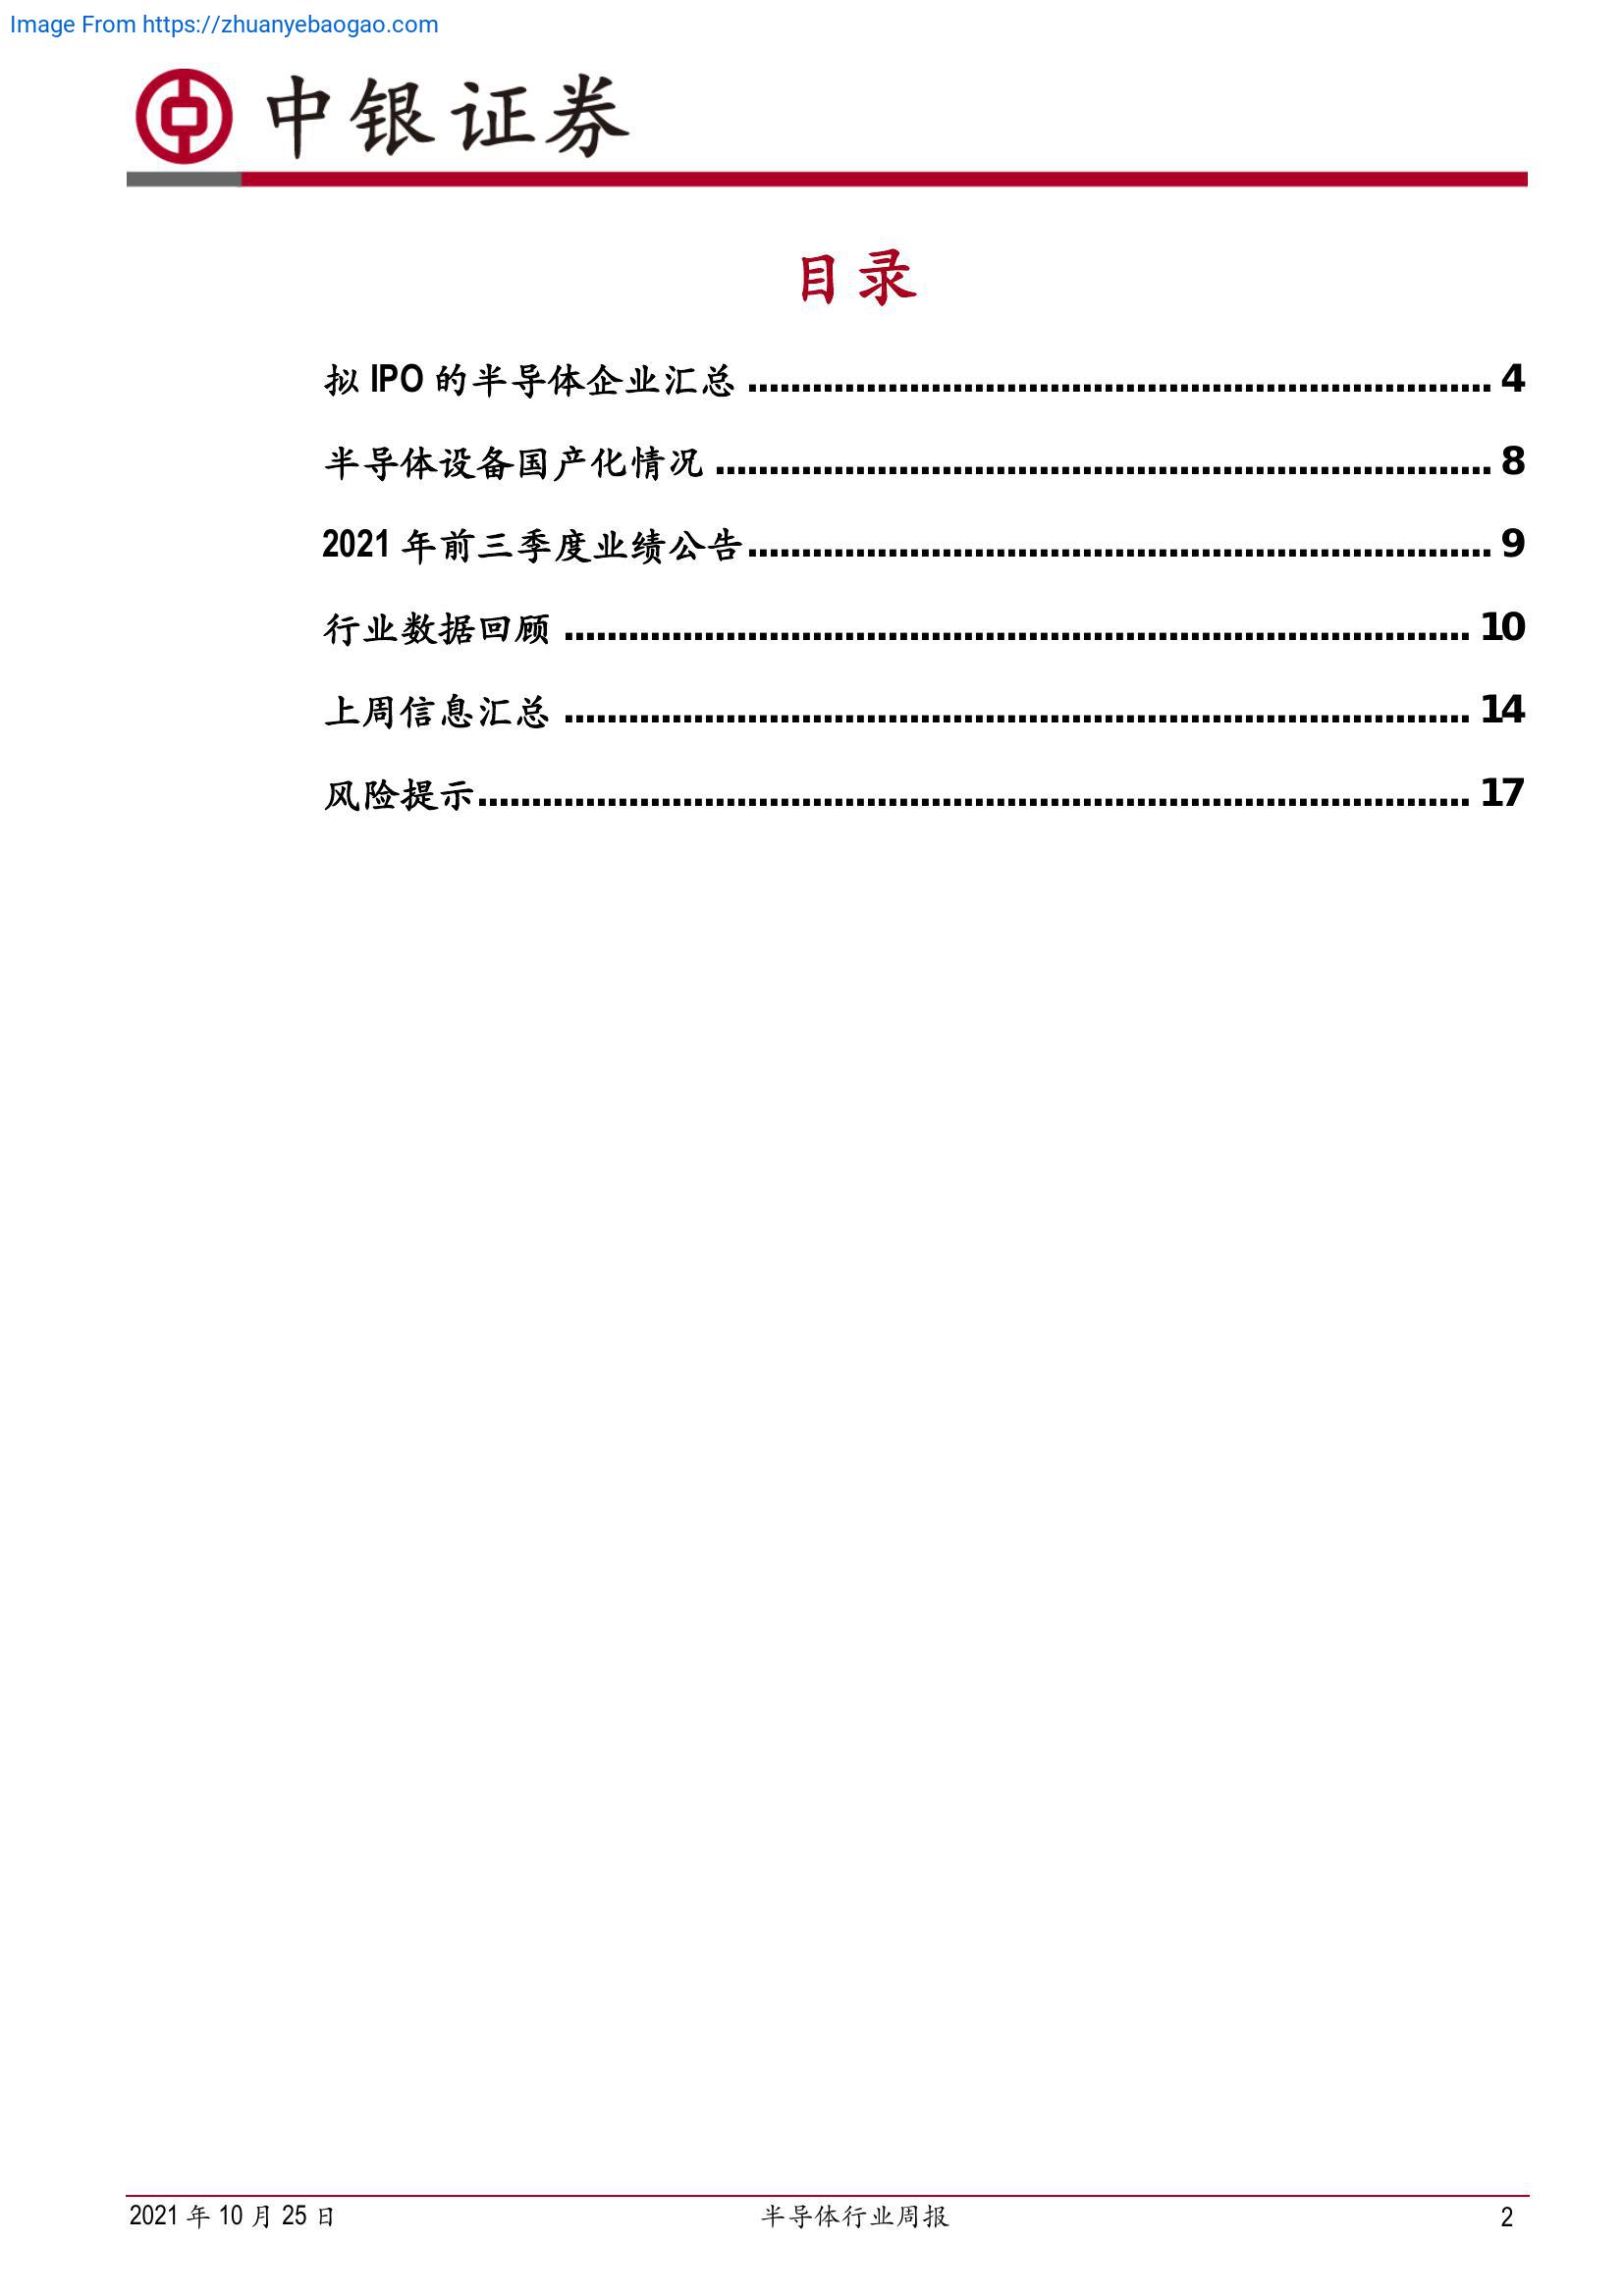 Image From https://zhuanyebaogao.com
中银证券
目录
拟 IPO 的半导体企业汇总 ........................................................................ 4
半导体设备国产化情况 ........................................................................... 8
2021 年前三季度业绩公告........................................................................ 9
行业数据回顾 ........................................................................................ 10
上周信息汇总 ........................................................................................ 14
风险提示................................................................................................ 17
2021 年 10 月 25 日 半导体行业周报 2